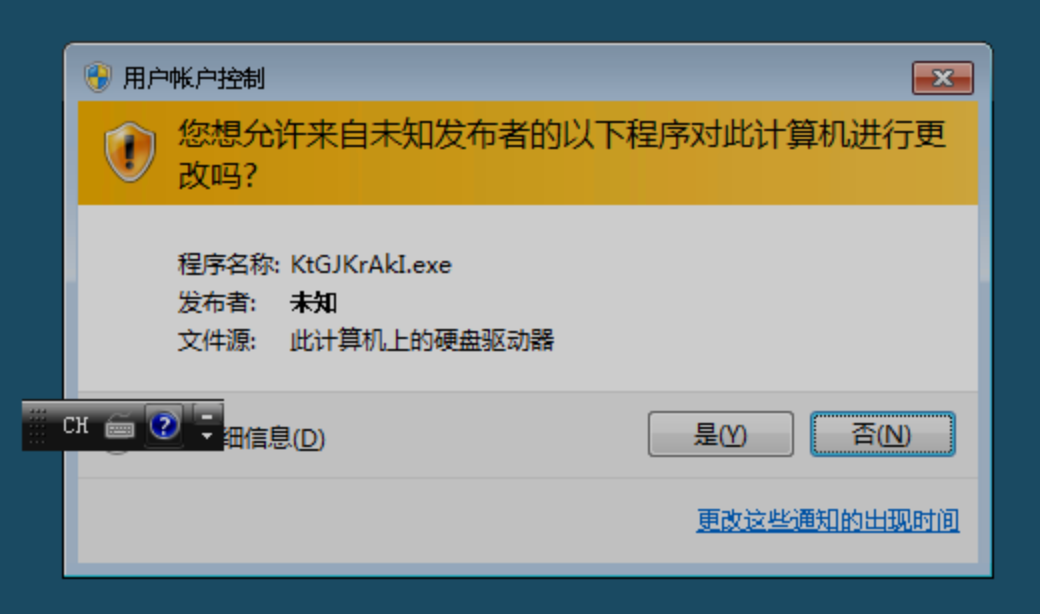 用户帐户控制
您想允许来自未知发布者的以下程序对此计算机进行更
改吗?
程序名称: KtGJKrAkI.exe
发布者: 未知
文件源: 此计算机上的硬盘驱动器
CH
细信息(D)
是(Y)
否(N)
更改这些通知的出现时间